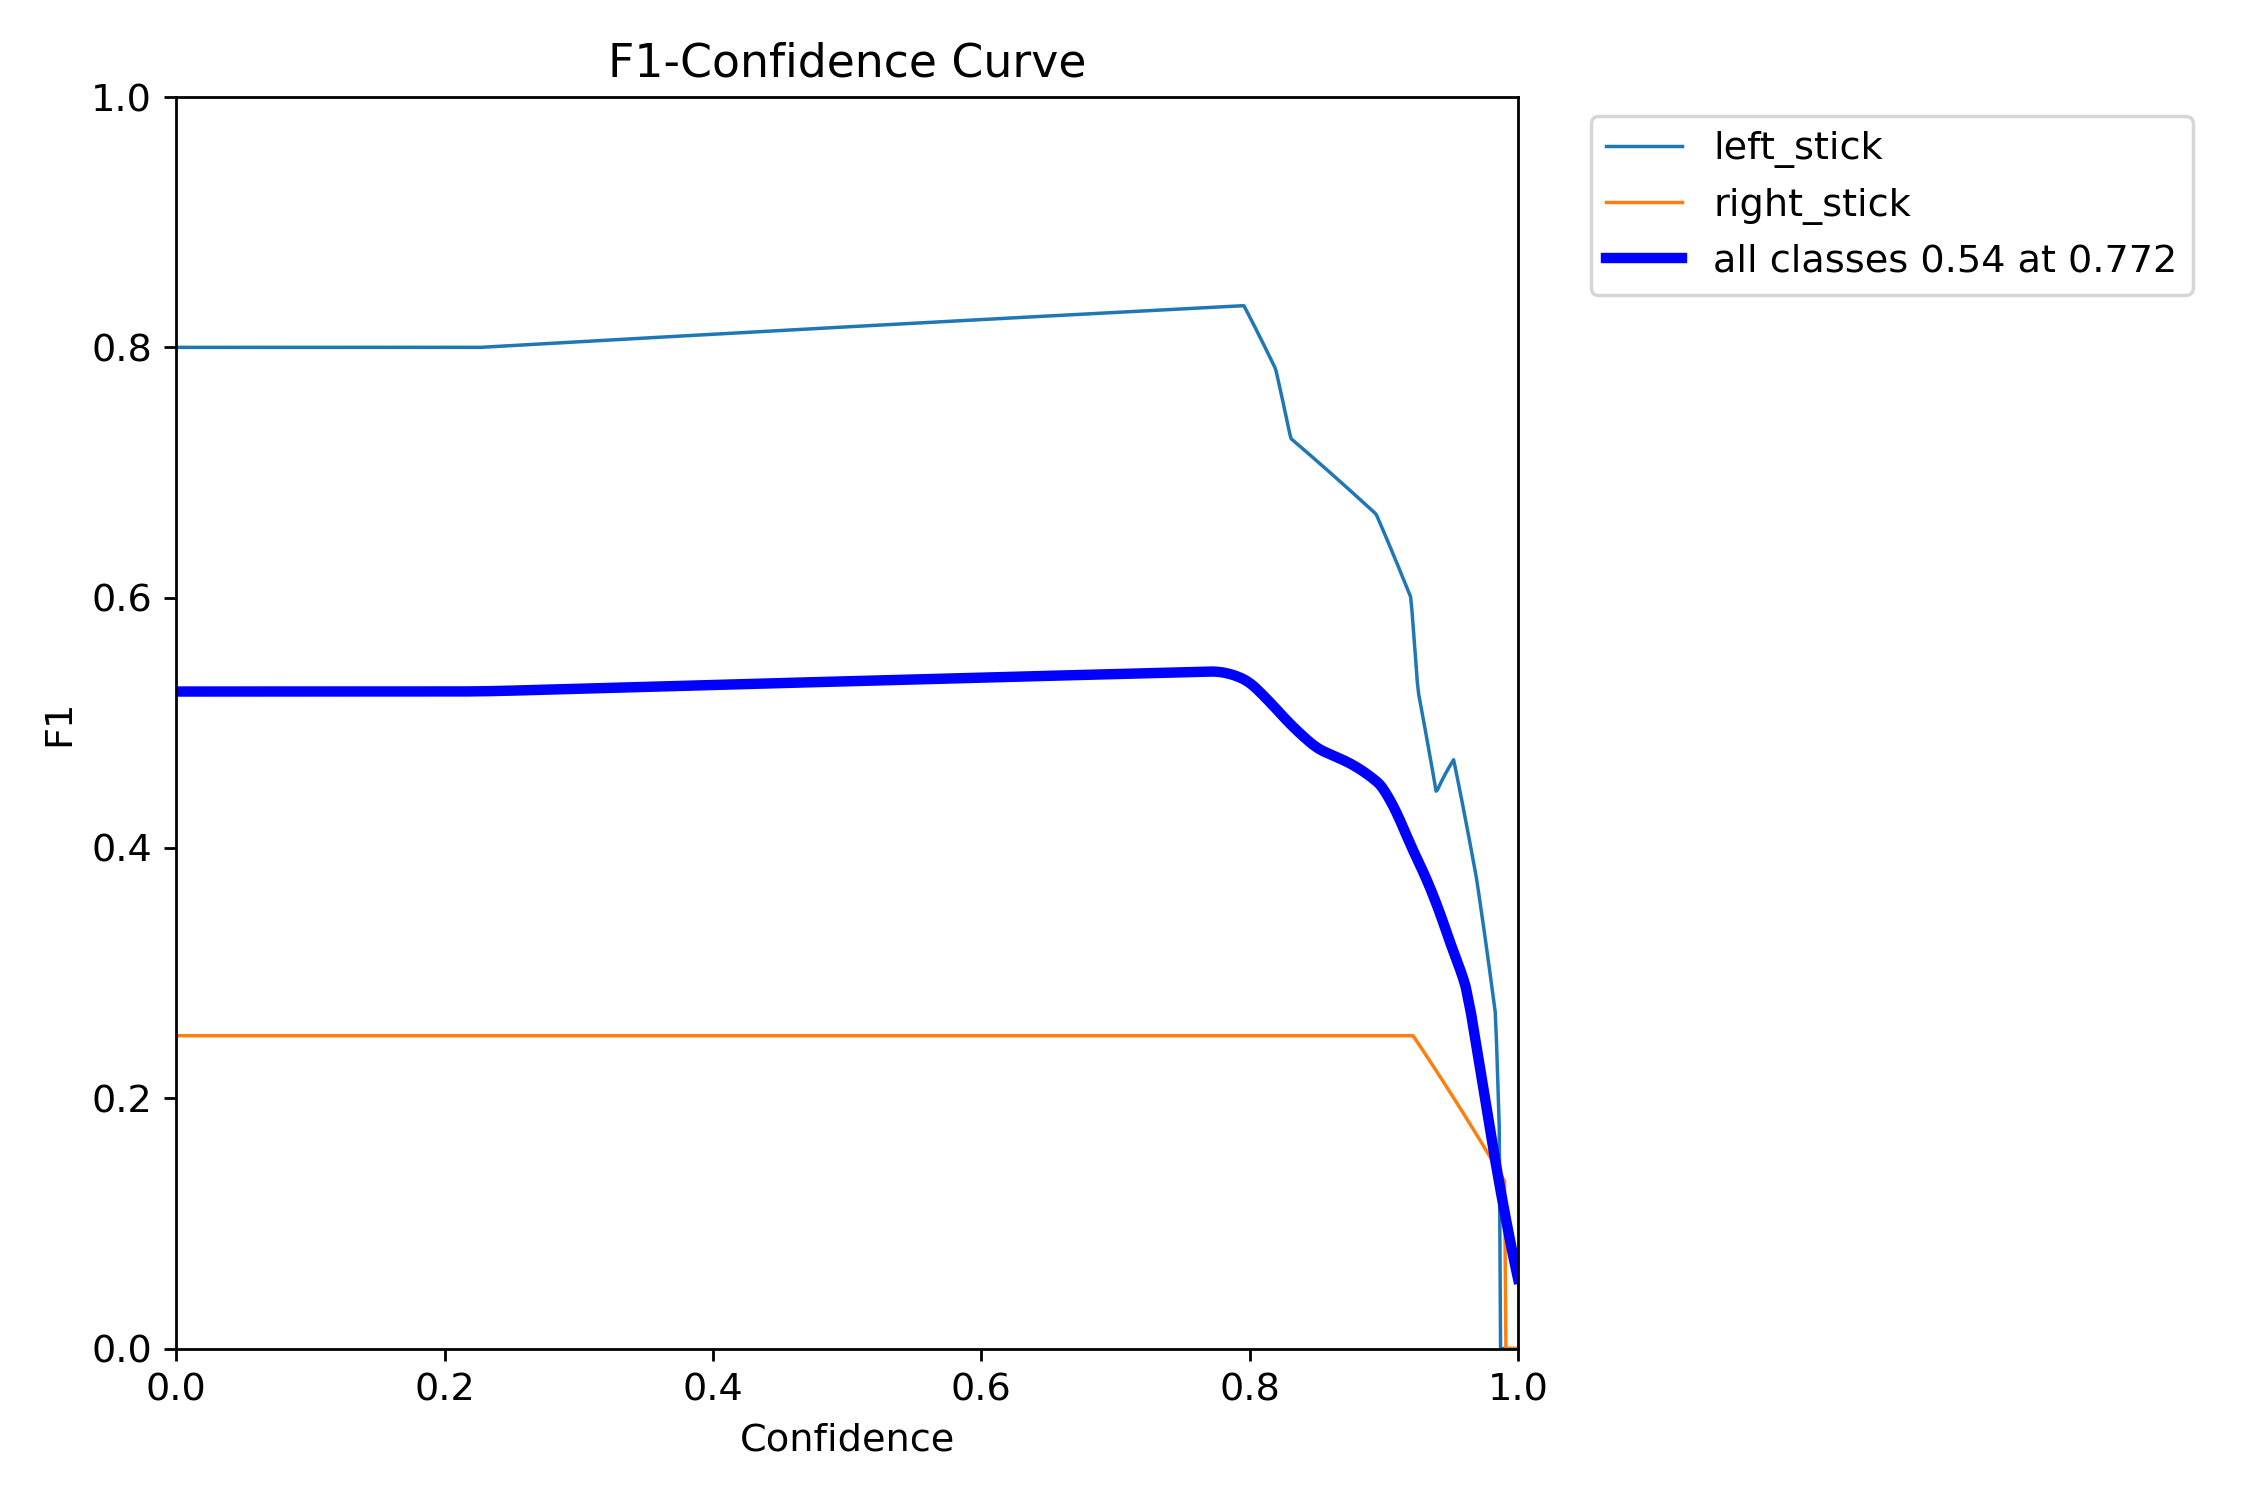 F1-Confidence Curve
1.0
0.8
0.6
0.4
0.2
0.0
F1
0.0 0.2 0.4 0.6 0.8 1.0
Confidence
left_stick
right_stick
all classes 0.54 at 0.772